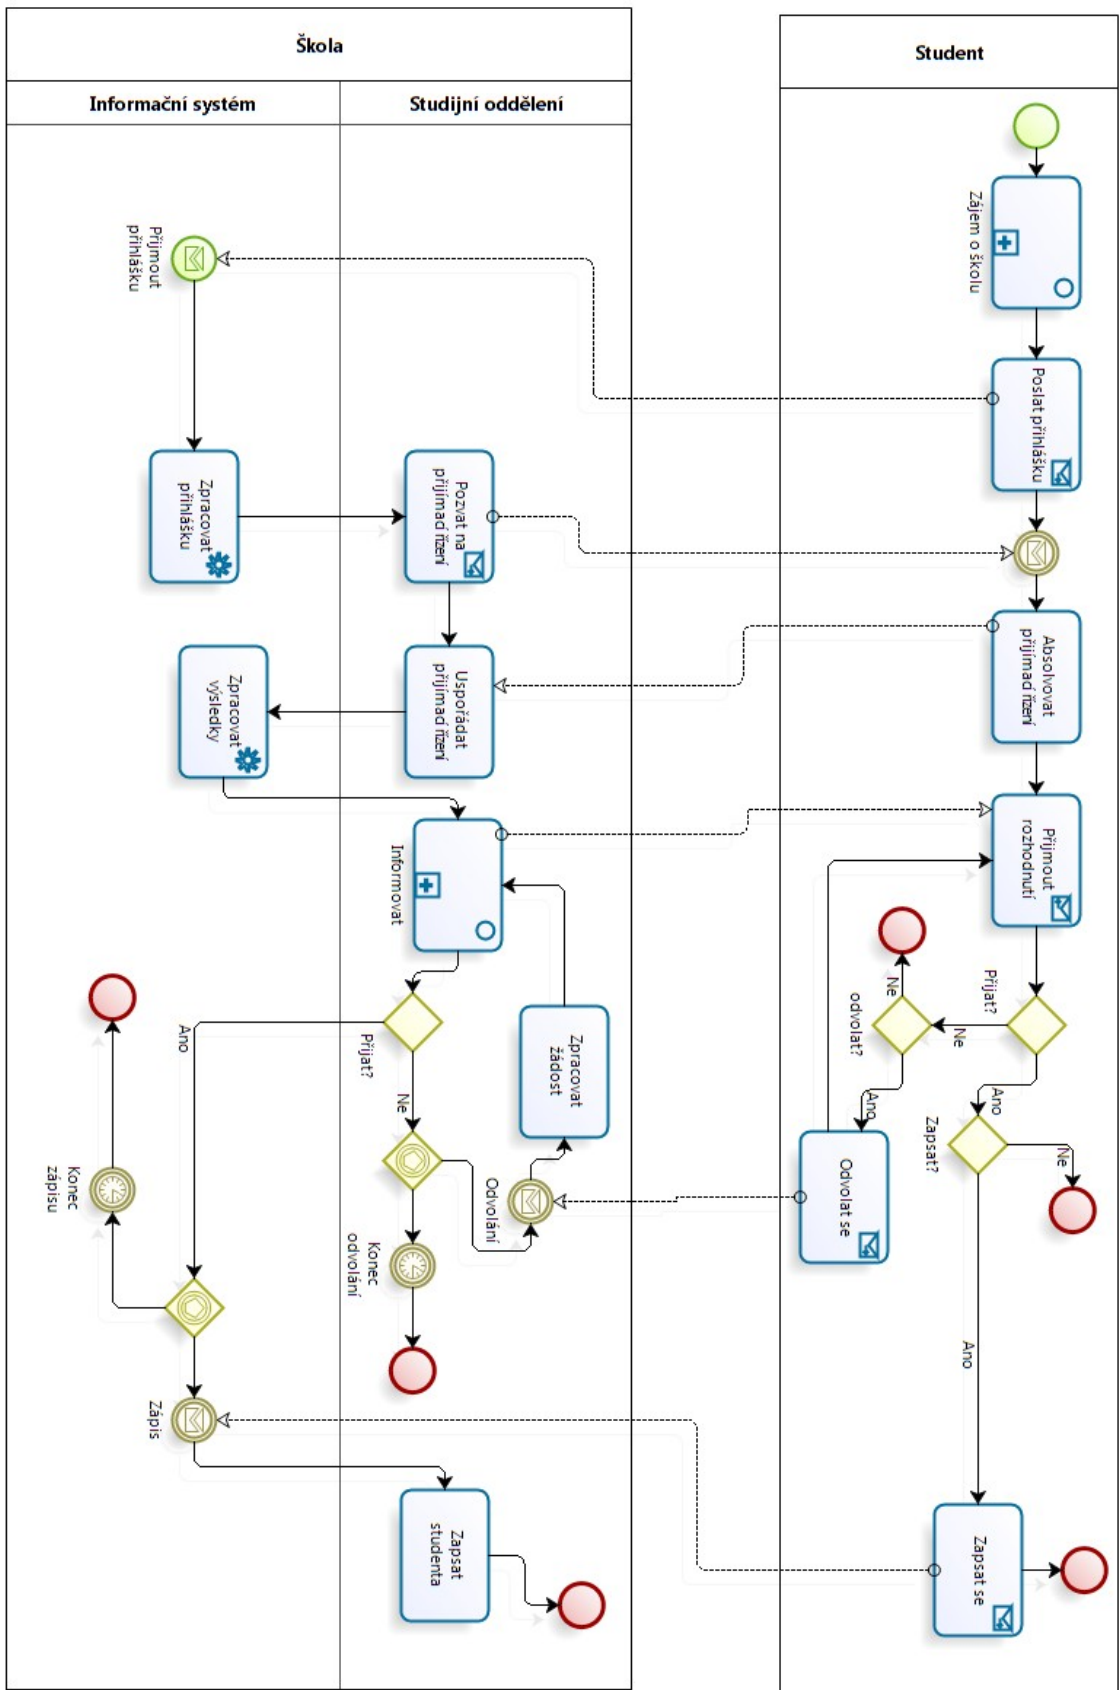 Škola
Student
Informační systém
Studijní oddělení
Zájem o školu
Přijmout
přihlášku
Poslat přihlášku
Zpracovat
přihlášku
Pozvat na
přijímací řízení
Absolvovat
přijímací řízení
Zpracovat
výsledky
Uspořádat
přijímací řízení
Přijmout
rozhodnutí
Informovat
Přijat?
Ne
Ne
odvolat?
Ano
Ano
Zapsat?
Ne
Zpracovat
žádost
Ano
Přijat?
Ne
Odvolat se
Odvolání
Konec
zápisu
Konec
odvolání
Ano
Zápis
Zapsat
studenta
Zapsat se